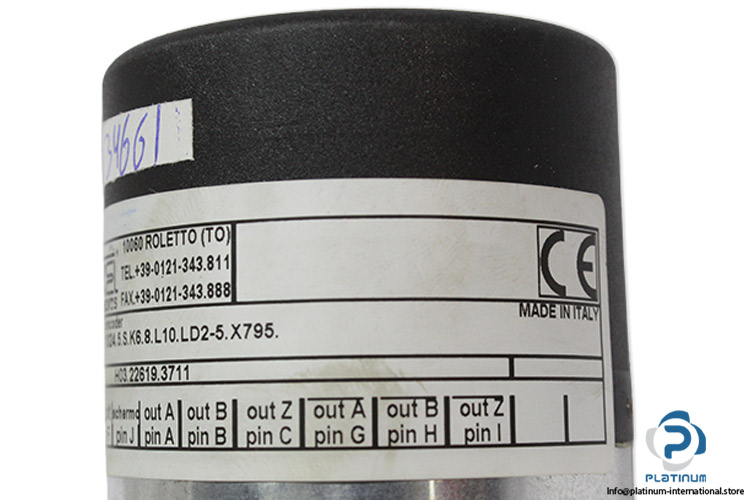 34661
10060 ROLETTO (TO)
TEL.+39-0121-343.811
FAX.+39-0121-343.888
CE
MADE IN ITALY
.5.S.K6.8.L10.LD2-5.X795.
H03.22619.3711
schermo out A out B out Z out A out B out Z
pin J pin A pin B pin C pin G pin H pin I
PLATINUM
Info@platinum-international.store